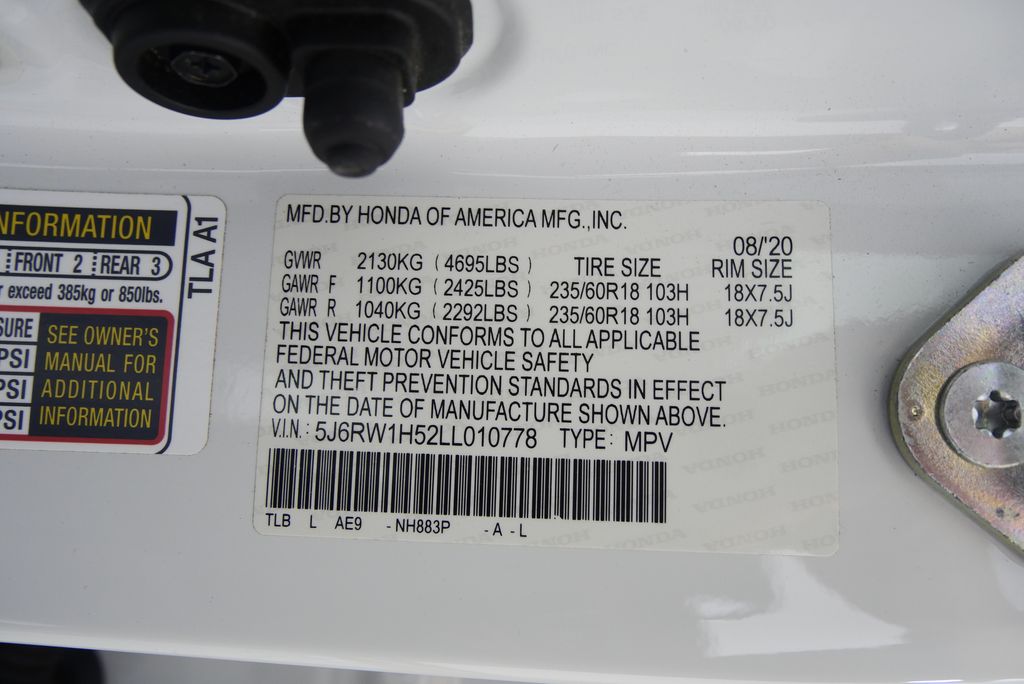 NFORMATION
FRONT 2 REAR 3
r exceed 385kg or 850lbs.
SURE
PSI
PSI
PSI
SEE OWNER'S
MANUAL FOR
ADDITIONAL
INFORMATION
TLA A1
MFD.BY HONDA OF AMERICA MFG.,INC.
08/'20
GVWR 2130KG ( 4695LBS ) TIRE SIZE RIM SIZE
GAWR F 1100KG ( 2425LBS ) 235/60R18 103H 18X7.5J
GAWR R 1040KG ( 2292LBS ) 235/60R18 103H 18X7.5J
THIS VEHICLE CONFORMS TO ALL APPLICABLE
FEDERAL MOTOR VEHICLE SAFETY
AND THEFT PREVENTION STANDARDS IN EFFECT
ON THE DATE OF MANUFACTURE SHOWN ABOVE.
V.I.N.: 5J6RW1H52LL010778 TYPE: MPV
TLB L AE9 -NH883P -A-L